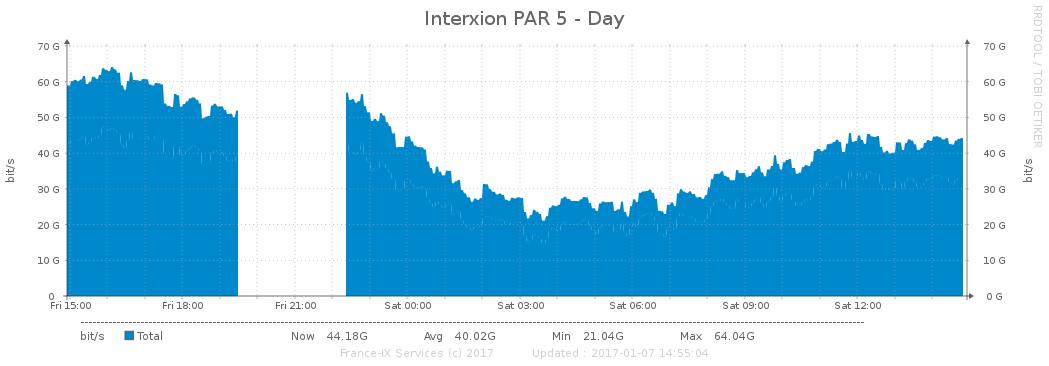 Interxion PAR 5 - Day
RRDTOOL / TOBI OETIKER
70 G 70 G
60 G 60 G
50 G 50 G
40 G 40 G
30 G 30 G
20 G 20 G
10 G 10 G
0 0 G
bit/s
bit/s
Fri 15:00 Fri 18:00 Fri 21:00 Sat 00:00 Sat 03:00 Sat 06:00 Sat 09:00 Sat 12:00
bit/s Total Now 44.18G Avg 40.02G Min 21.04G Max 64.04G
France-IX Services (c) 2017 Updated : 2017-01-07 14:55:04